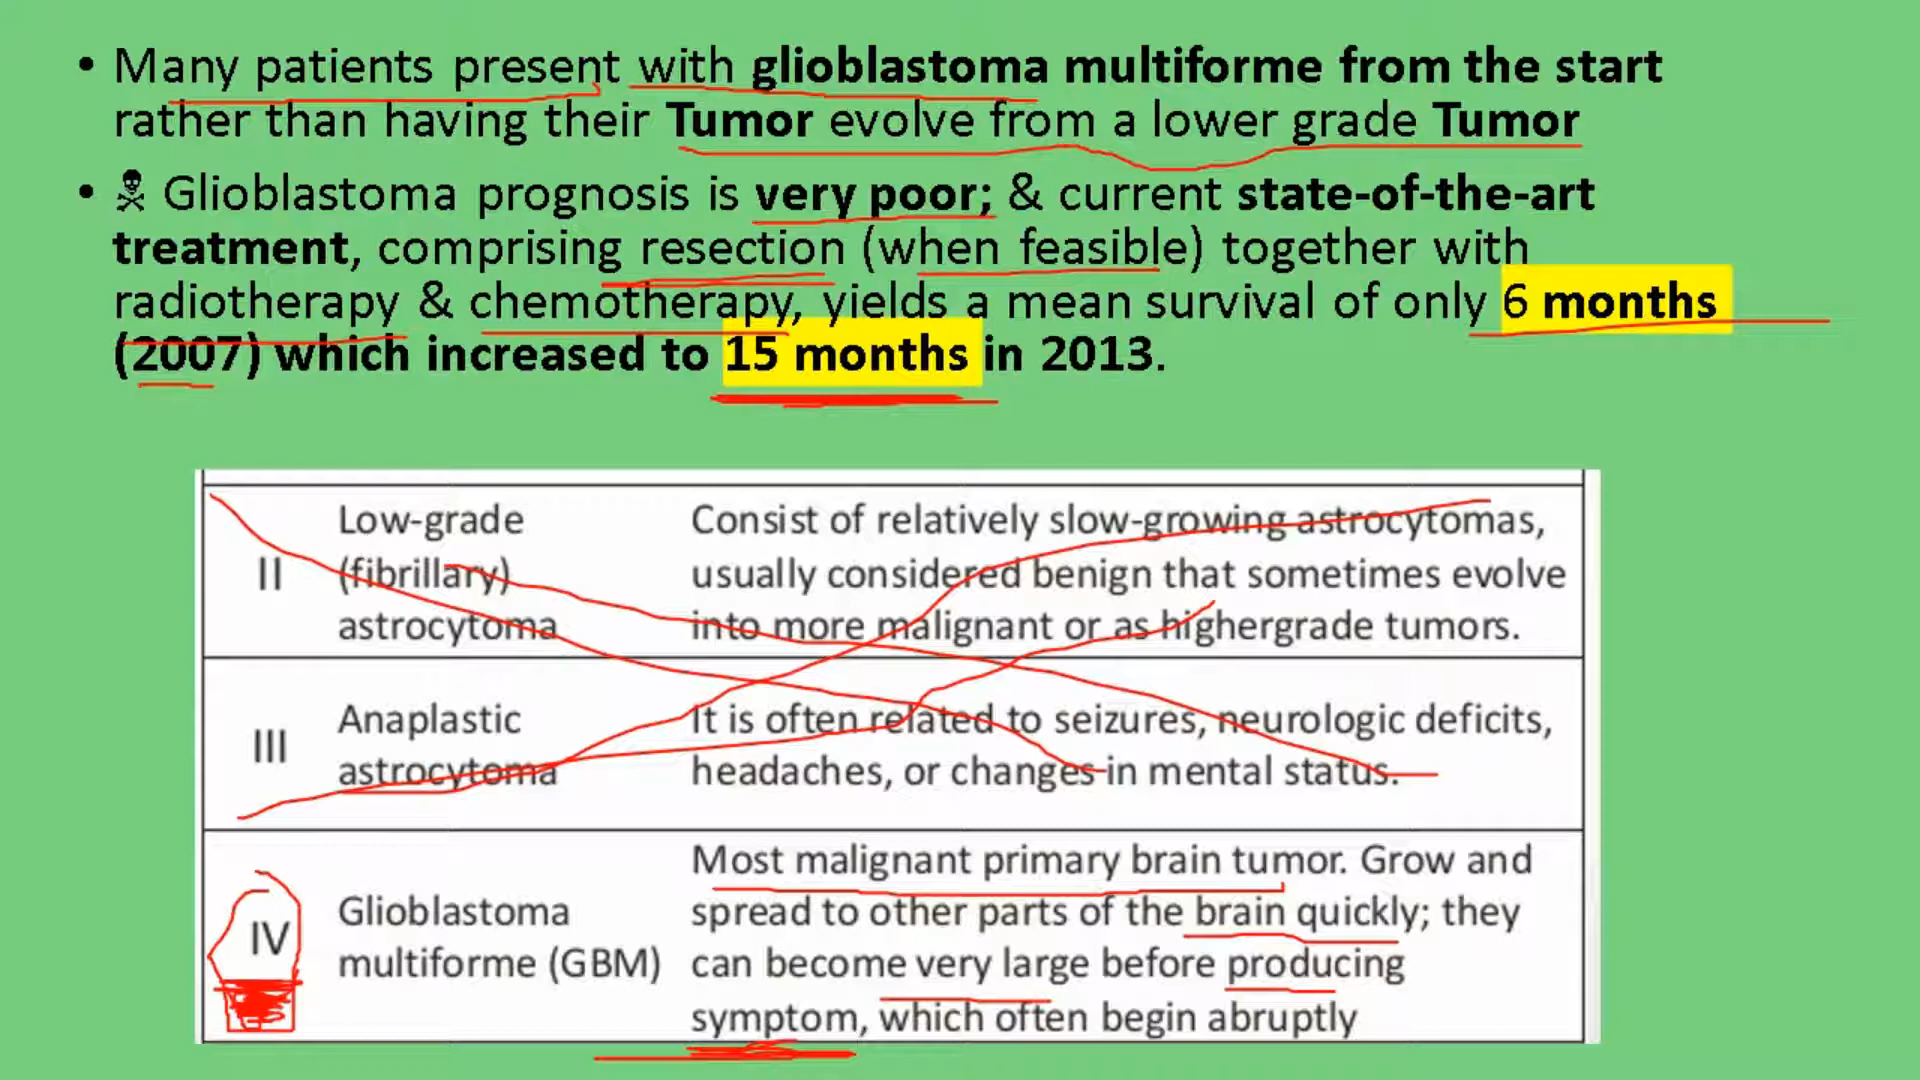 • Many patients present with glioblastoma multiforme from the start
rather than having their Tumor evolve from a lower grade Tumor
• ☠ Glioblastoma prognosis is very poor; & current state-of-the-art
treatment, comprising resection (when feasible) together with
radiotherapy & chemotherapy, yields a mean survival of only 6 months
(2007) which increased to 15 months in 2013.
II
Low-grade
(fibrillary)
astrocytoma
Consist of relatively slow-growing astrocytomas,
usually considered benign that sometimes evolve
into more malignant or as highergrade tumors.
III
Anaplastic
astrocytoma
It is often related to seizures, neurologic deficits,
headaches, or changes in mental status.
IV
Glioblastoma
multiforme (GBM)
Most malignant primary brain tumor. Grow and
spread to other parts of the brain quickly; they
can become very large before producing
symptom, which often begin abruptly